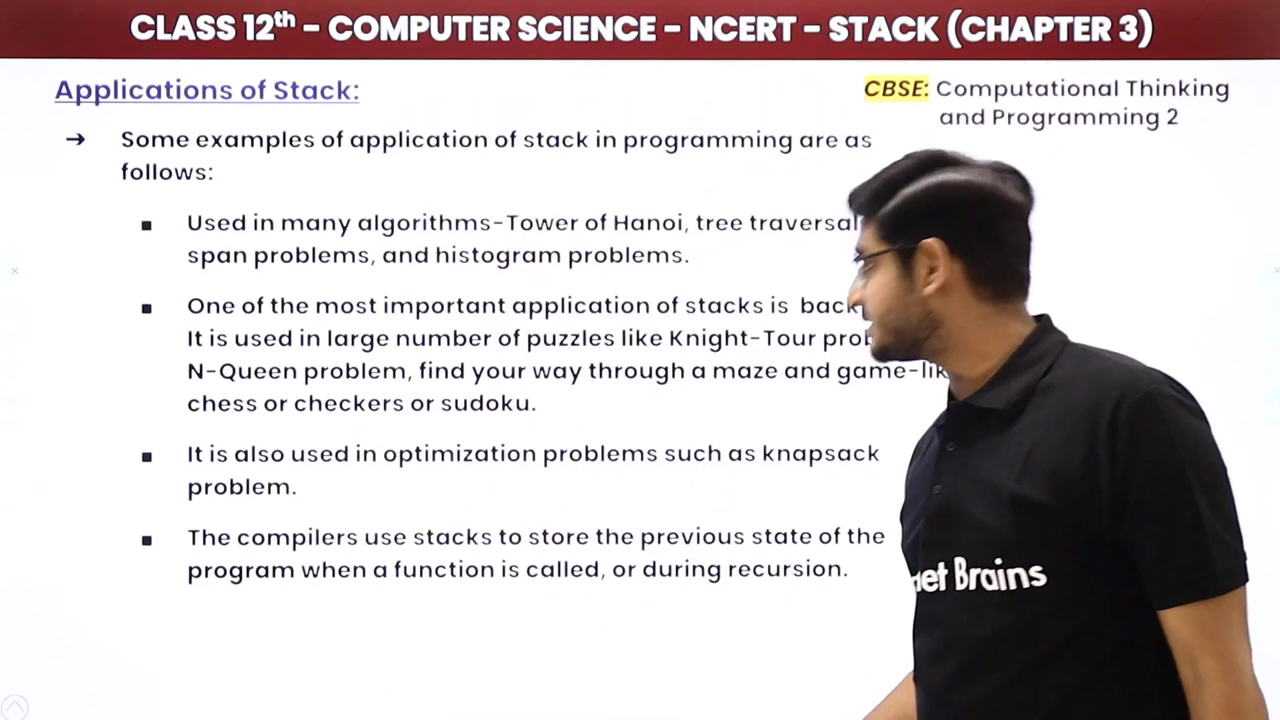 CLASS 12th – COMPUTER SCIENCE – NCERT – STACK (CHAPTER 3)
Applications of Stack:
CBSE: Computational Thinking
and Programming 2
➔ Some examples of application of stack in programming are as
follows:
▪ Used in many algorithms–Tower of Hanoi, tree traversal
span problems, and histogram problems.
▪ One of the most important application of stacks is back
It is used in large number of puzzles like Knight-Tour
N-Queen problem, find your way through a maze and
chess or checkers or sudoku.
▪ It is also used in optimization problems such as knapsack
problem.
▪ The compilers use stacks to store the previous state of the
program when a function is called, or during recursion.
Brains